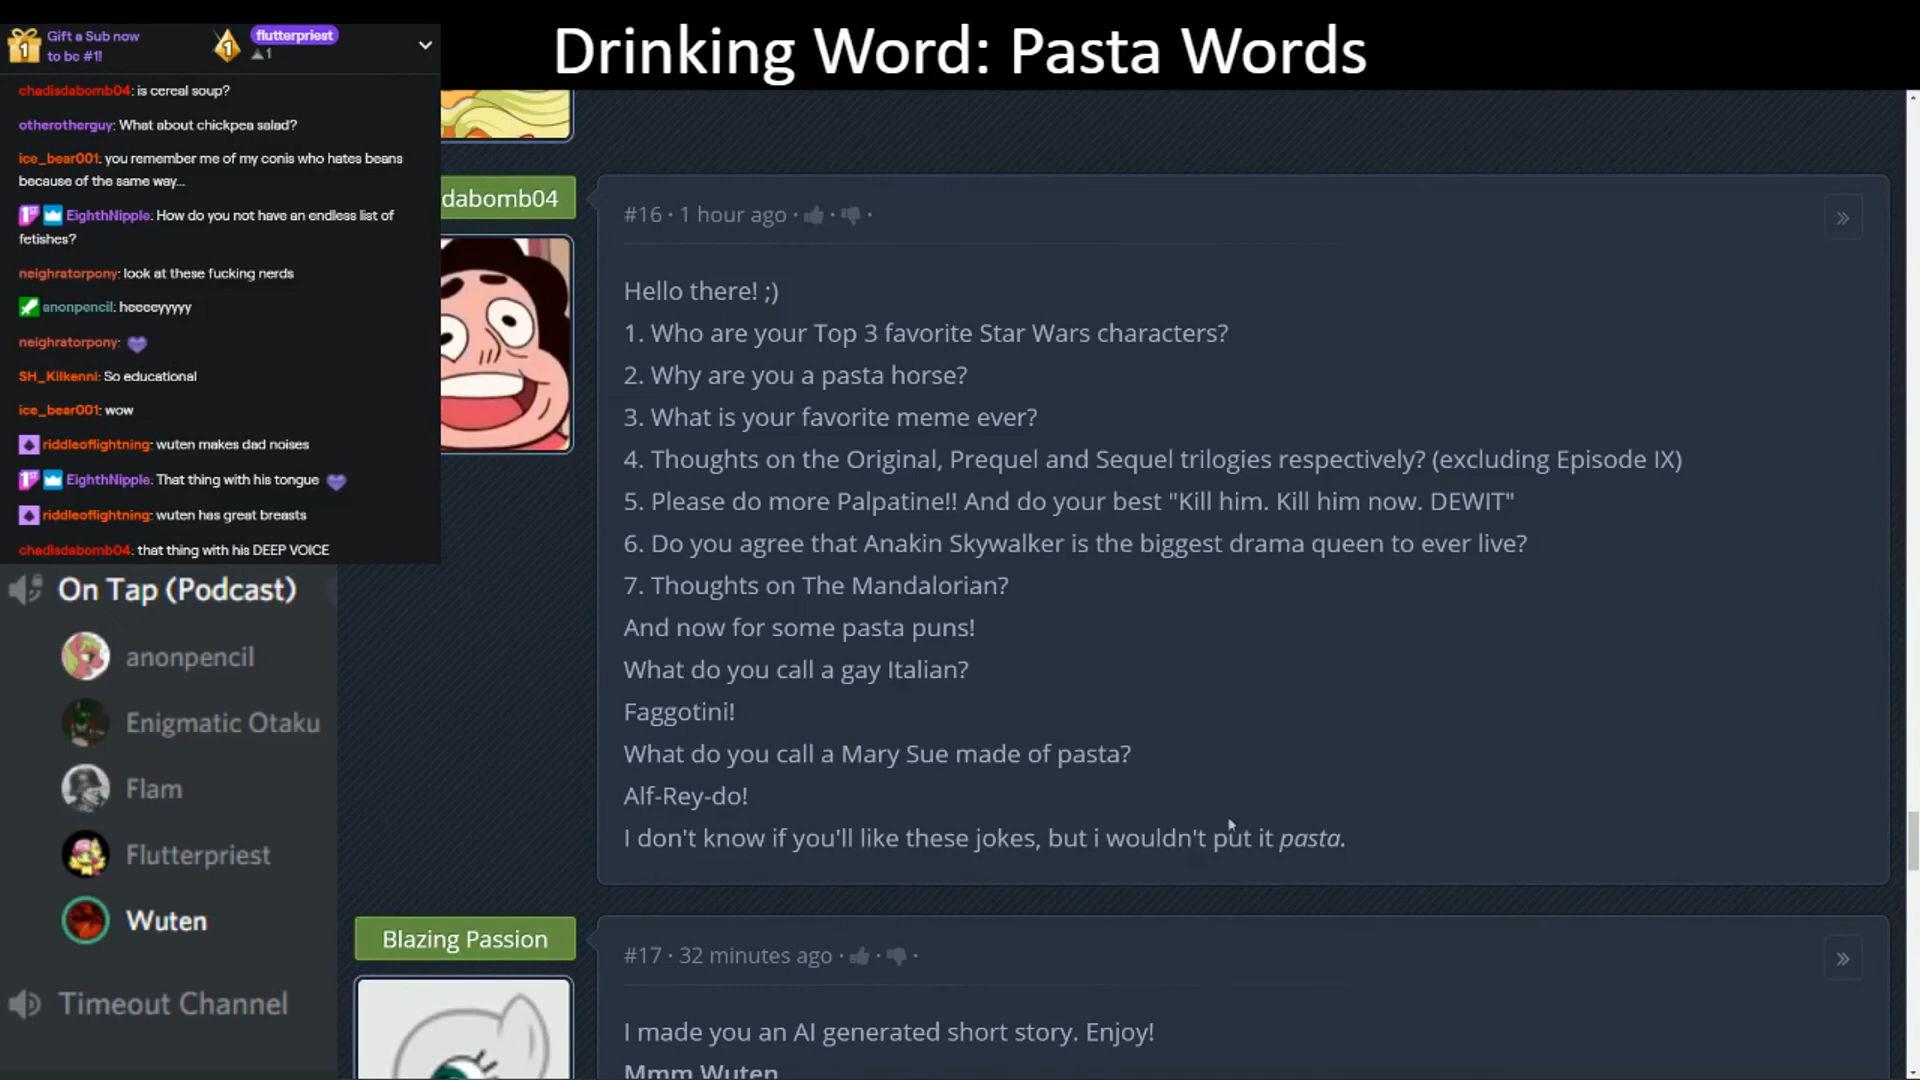 Drinking Word: Pasta Words
Gift a Sub now
to be #1!
1
1
flutterpriest
1
chadisdabomb04: is cereal soup?
otherotherguy: What about chickpea salad?
ice_bear001: you remember me of my conis who hates beans
because of the same way...
1ST EighthNipple: How do you not have an endless list of
fetishes?
neighratorpony: look at these fucking nerds
anonpencil: heeeeyyyyy
neighratorpony:
SH_Kilkenni: So educational
ice_bear001: wow
riddleoflightning: wuten makes dad noises
1ST EighthNipple: That thing with his tongue
riddleoflightning: wuten has great breasts
chadisdabomb04: that thing with his DEEP VOICE
On Tap (Podcast)
anonpencil
Enigmatic Otaku
Flam
Flutterpriest
Wuten
Timeout Channel
dabomb04
#16 · 1 hour ago ·
»
Hello there! ;)
1. Who are your Top 3 favorite Star Wars characters?
2. Why are you a pasta horse?
3. What is your favorite meme ever?
4. Thoughts on the Original, Prequel and Sequel trilogies respectively? (excluding Episode IX)
5. Please do more Palpatine!! And do your best "Kill him. Kill him now. DEWIT"
6. Do you agree that Anakin Skywalker is the biggest drama queen to ever live?
7. Thoughts on The Mandalorian?
And now for some pasta puns!
What do you call a gay Italian?
Faggotini!
What do you call a Mary Sue made of pasta?
Alf-Rey-do!
I don't know if you'll like these jokes, but i wouldn't put it pasta.
Blazing Passion
#17 · 32 minutes ago ·
»
I made you an AI generated short story. Enjoy!
Mmm Wuten